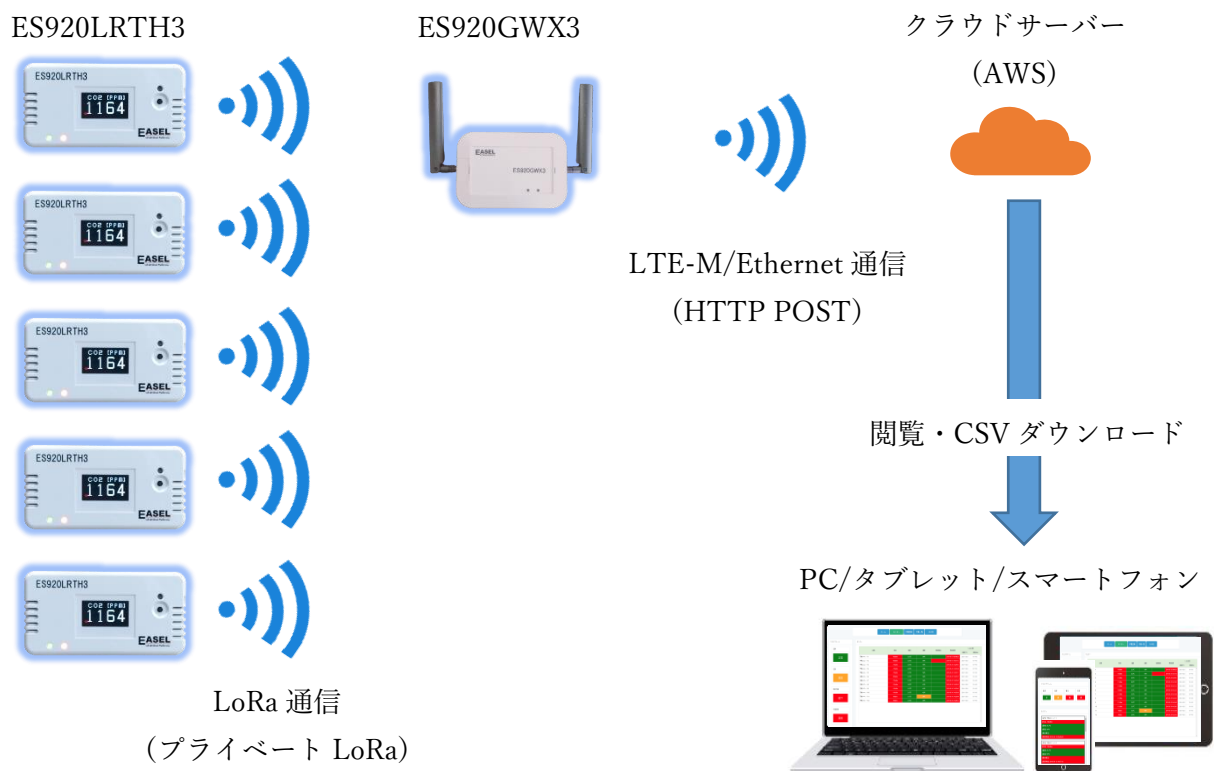 ES920LRTH3
ES920GWX3
クラウドサーバー
(AWS)
ES920LRTH3
CO2 [PPM]
1164
EASEL
ES920LRTH3
CO2 [PPM]
1164
EASEL
ES920LRTH3
CO2 [PPM]
1164
EASEL
ES920LRTH3
CO2 [PPM]
1164
EASEL
ES920LRTH3
CO2 [PPM]
1164
EASEL
EASEL
ES920GWX3
LTE-M/Ethernet 通信
(HTTP POST)
閲覧・CSV ダウンロード
PC/タブレット/スマートフォン
LoRa 通信
(プライベート LoRa)